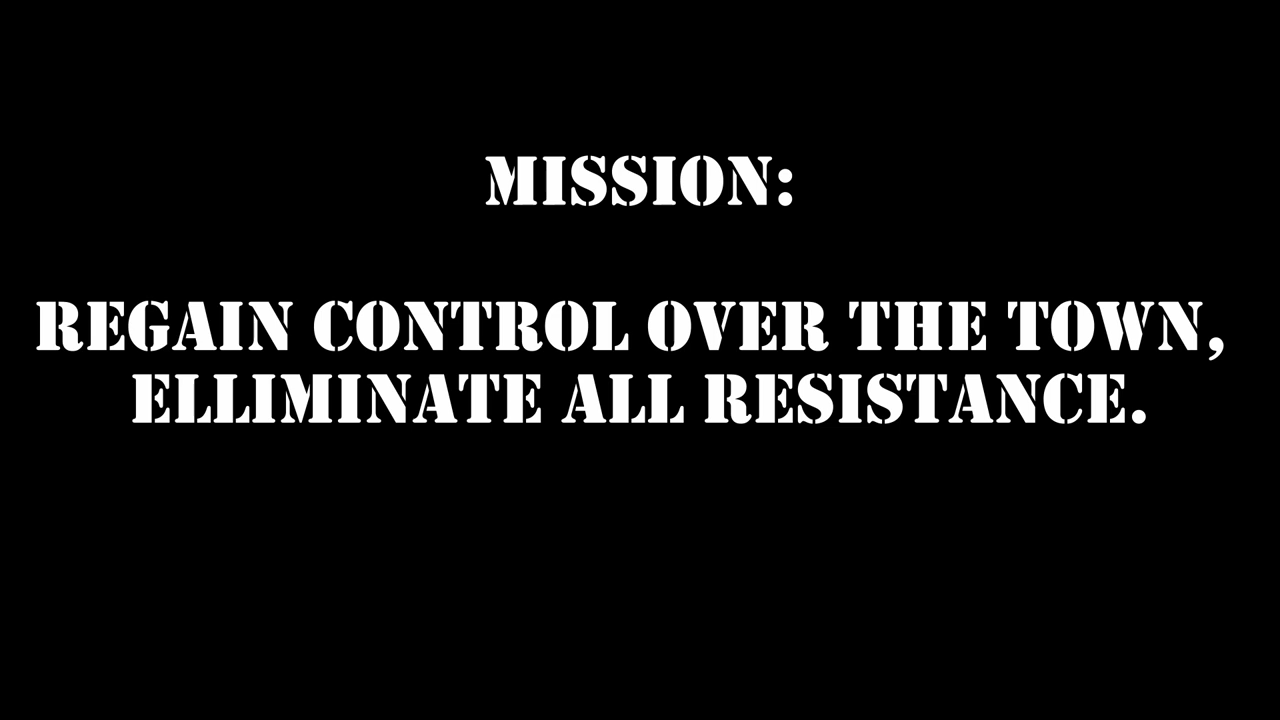 MISSION:
REGAIN CONTROL OVER THE TOWN,
ELLIMINATE ALL RESISTANCE.